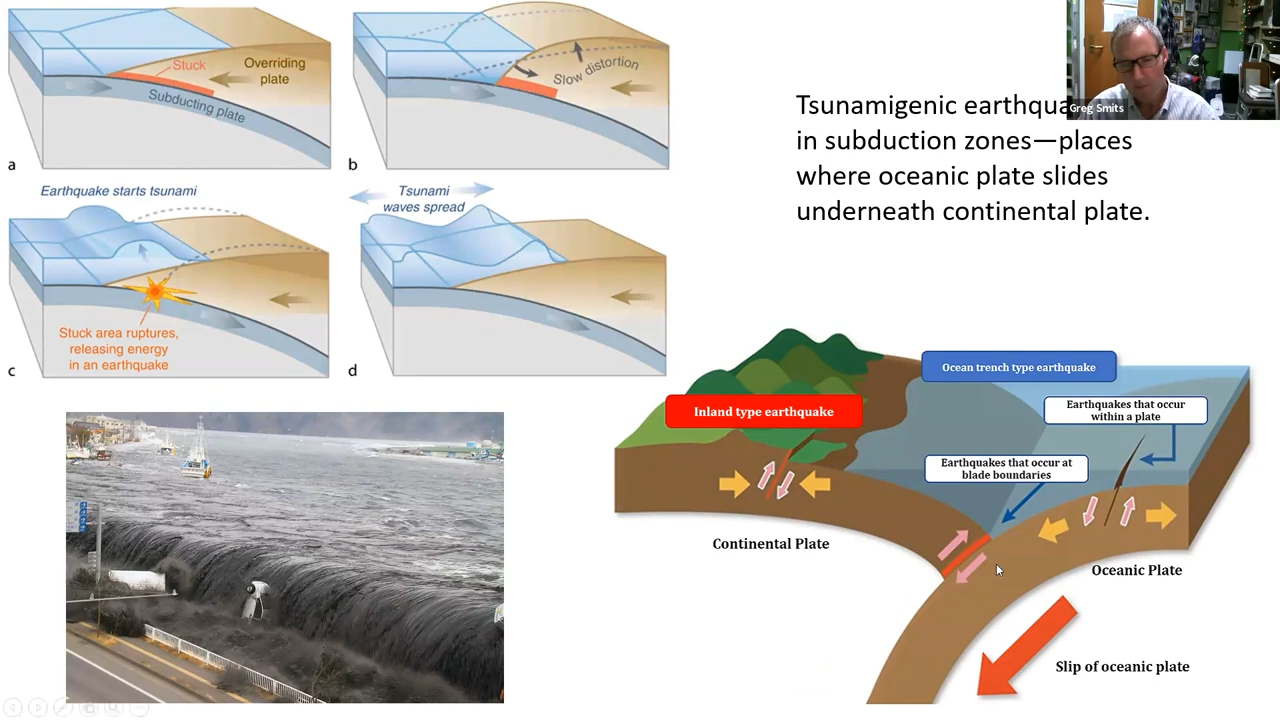 Stuck
Overriding
plate
Subducting plate
a
Slow distortion
b
Earthquake starts tsunami
Stuck area ruptures,
releasing energy
in an earthquake
c
Tsunami
waves spread
d
Greg Smits
Tsunamigenic earthqua
in subduction zones—places
where oceanic plate slides
underneath continental plate.
Ocean trench type earthquake
Inland type earthquake
Earthquakes that occur
within a plate
Earthquakes that occur at
blade boundaries
Continental Plate
Oceanic Plate
Slip of oceanic plate